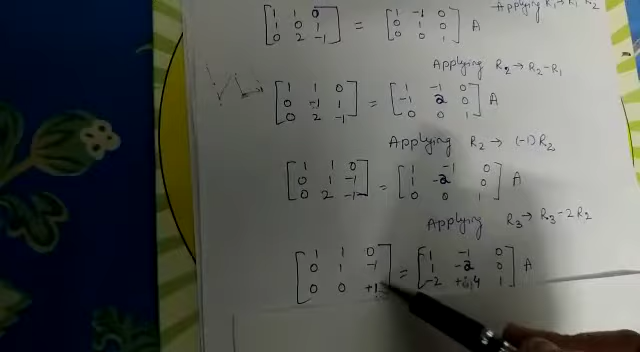 Applying R₁→R₁ R₂
[1 1 0 = [1 -1 0
1 0 1 0 1 0 A
0 2 -1] 0 0 1]
Applying R₂ → R₂-R₁
[1 1 0 = [1 -1 0
0 -1 1 -1 2 0 A
0 2 -1] 0 0 1]
Applying R₂ → (-1)R₂
[1 1 0 = [1 -1 0
0 1 -1 1 -2 0 A
0 2 -1] 0 0 1]
Applying R₃→ R₃-2R₂
[1 1 0 = [1 -1 0
0 1 -1 1 -2 0 A
0 0 +1] -2 +4 1]